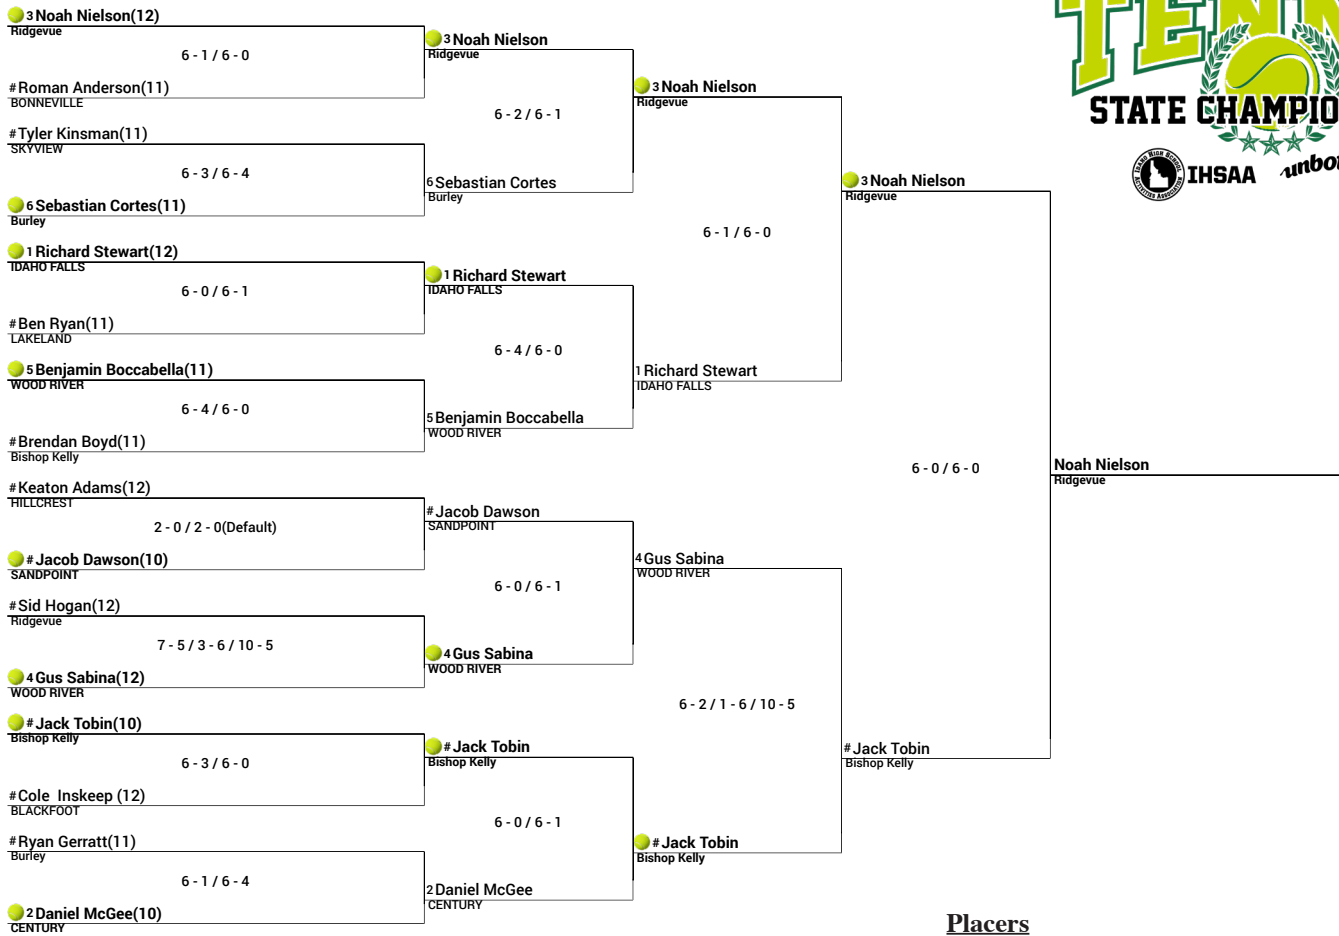 3 Noah Nielson(12)
Ridgevue
6 - 1 / 6 - 0
# Roman Anderson(11)
BONNEVILLE
# Tyler Kinsman(11)
SKYVIEW
6 - 3 / 6 - 4
6 Sebastian Cortes(11)
Burley
1 Richard Stewart(12)
IDAHO FALLS
6 - 0 / 6 - 1
# Ben Ryan(11)
LAKELAND
5 Benjamin Boccabella(11)
WOOD RIVER
6 - 4 / 6 - 0
# Brendan Boyd(11)
Bishop Kelly
# Keaton Adams(12)
HILLCREST
2 - 0 / 2 - 0(Default)
# Jacob Dawson(10)
SANDPOINT
# Sid Hogan(12)
Ridgevue
7 - 5 / 3 - 6 / 10 - 5
4 Gus Sabina(12)
WOOD RIVER
# Jack Tobin(10)
Bishop Kelly
6 - 3 / 6 - 0
# Cole Inskeep (12)
BLACKFOOT
# Ryan Gerratt(11)
Burley
6 - 1 / 6 - 4
2 Daniel McGee(10)
CENTURY
3 Noah Nielson
Ridgevue
6 - 2 / 6 - 1
6 Sebastian Cortes
Burley
1 Richard Stewart
IDAHO FALLS
6 - 4 / 6 - 0
5 Benjamin Boccabella
WOOD RIVER
# Jacob Dawson
SANDPOINT
6 - 0 / 6 - 1
4 Gus Sabina
WOOD RIVER
# Jack Tobin
Bishop Kelly
6 - 0 / 6 - 1
2 Daniel McGee
CENTURY
3 Noah Nielson
Ridgevue
6 - 1 / 6 - 0
1 Richard Stewart
IDAHO FALLS
4 Gus Sabina
WOOD RIVER
6 - 2 / 1 - 6 / 10 - 5
# Jack Tobin
Bishop Kelly
3 Noah Nielson
Ridgevue
6 - 0 / 6 - 0
# Jack Tobin
Bishop Kelly
Noah Nielson
Ridgevue
TENN
STATE CHAMPIO
IDAHO HIGH SCHOOL
ACTIVITIES ASSOCIATION
IHSAA
Placers